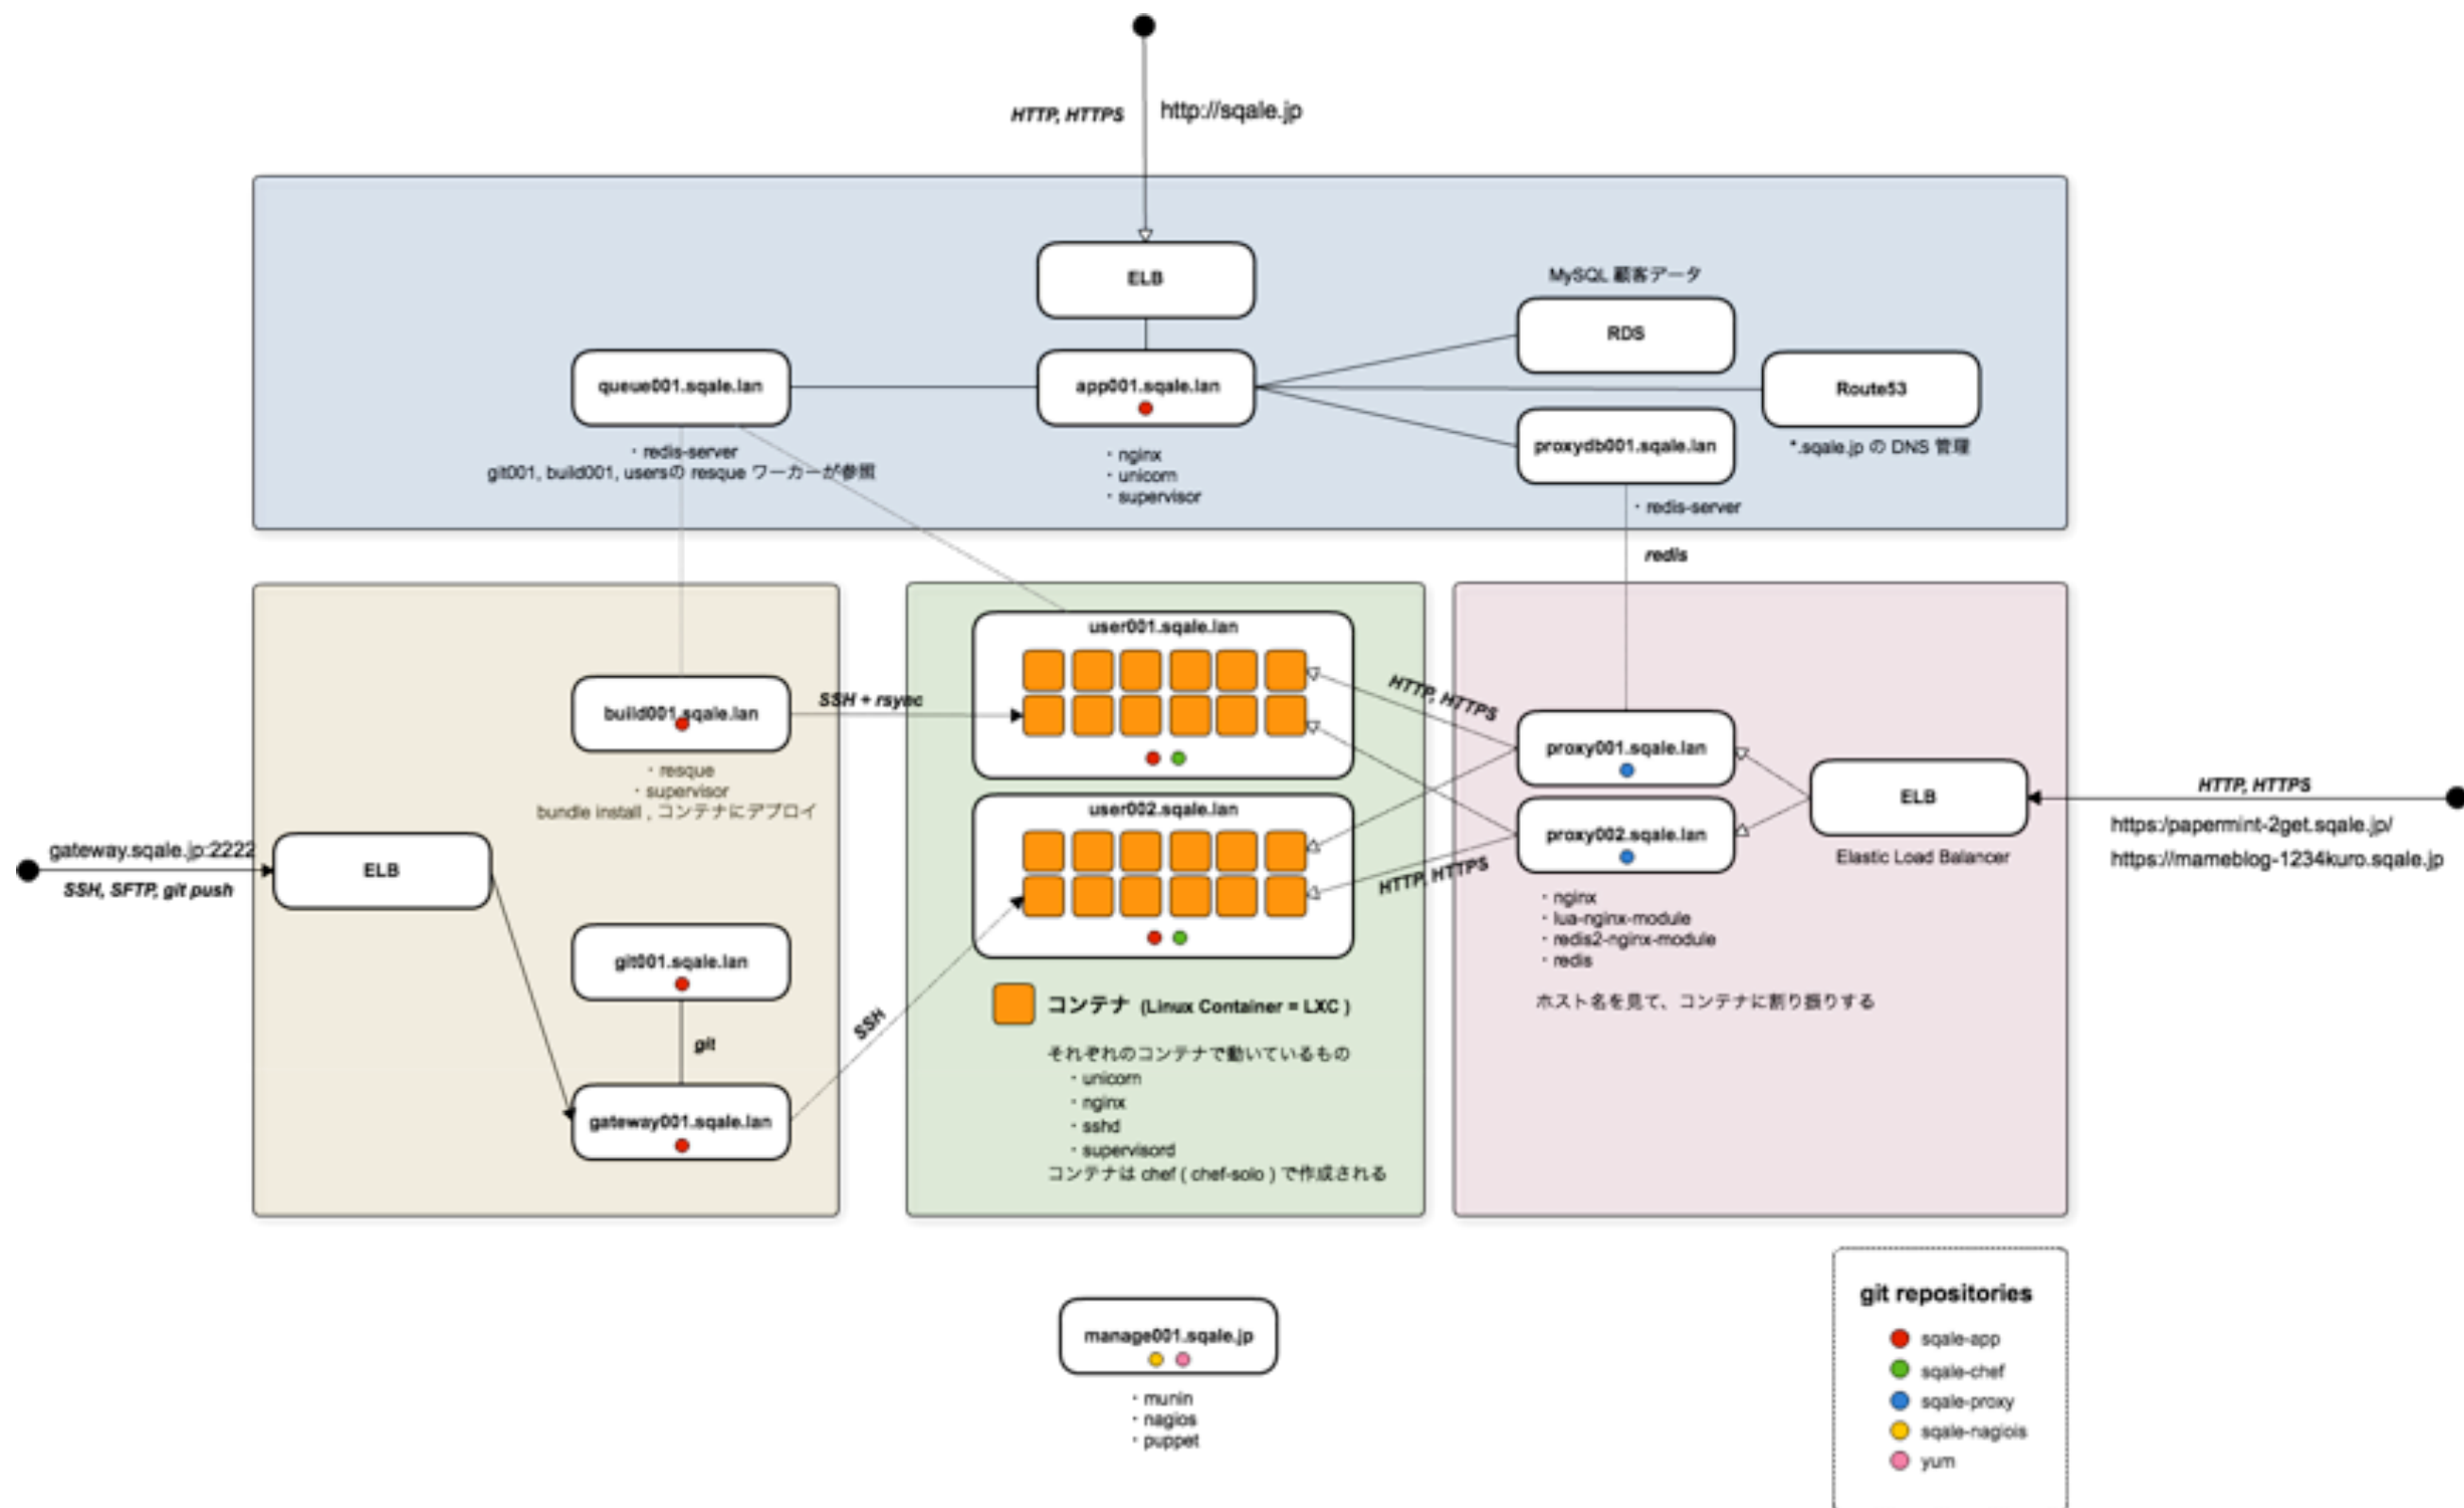 HTTP, HTTPS
http://sqale.jp
ELB
MySQL 顧客データ
RDS
queue001.sqale.lan
app001.sqale.lan
Route53
proxydb001.sqale.lan
*.sqale.jp の DNS 管理
・redis-server
git001, build001, usersの resque ワーカーが参照
・nginx
・unicorn
・supervisor
・redis-server
redis
user001.sqale.lan
build001.sqale.lan
SSH + rsync
HTTP, HTTPS
・resque
・supervisor
bundle install , コンテナにデプロイ
proxy001.sqale.lan
ELB
Elastic Load Balancer
HTTP, HTTPS
https:/papermint-2get.sqale.jp/
https://mameblog-1234kuro.sqale.jp
user002.sqale.lan
proxy002.sqale.lan
HTTP, HTTPS
gateway.sqale.jp:2222
SSH, SFTP, git push
ELB
・nginx
・lua-nginx-module
・redis2-nginx-module
・redis
ホスト名を見て、コンテナに割り振りする
git001.sqale.lan
git
SSH
gateway001.sqale.lan
コンテナ (Linux Container = LXC )
それぞれのコンテナで動いているもの
・unicorn
・nginx
・sshd
・supervisord
コンテナは chef ( chef-solo ) で作成される
manage001.sqale.jp
・munin
・nagios
・puppet
git repositories
sqale-app
sqale-chef
sqale-proxy
sqale-nagiois
yum